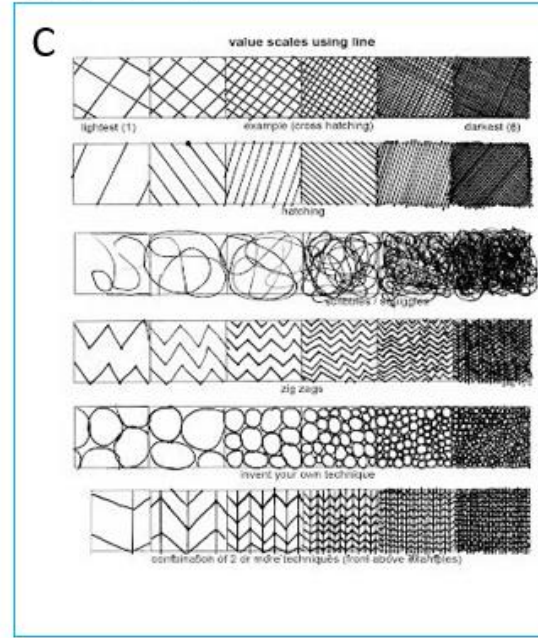 C
value scales using line
lightest (1) example (cross hatching) darkest (6)
hatching
scribbles / squiggles
zig zags
invent your own technique
combination of 2 or more techniques (from above examples)